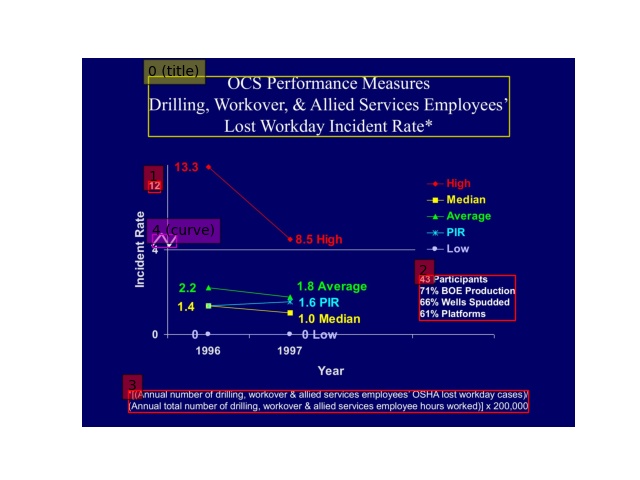 0 (title)
OCS Performance Measures
Drilling, Workover, & Allied Services Employees'
Lost Workday Incident Rate*
1
13.3
12
High
Median
Average
PIR
Low
4 (curve)
8.5 High
4
Incident Rate
2
43 Participants
71% BOE Production
66% Wells Spudded
61% Platforms
2.2
1.8 Average
1.6 PIR
1.4
1.0 Median
0
0
0 Low
1996
1997
Year
3
*[(Annual number of drilling, workover & allied services employees' OSHA lost workday cases)/
(Annual total number of drilling, workover & allied services employee hours worked)] x 200,000